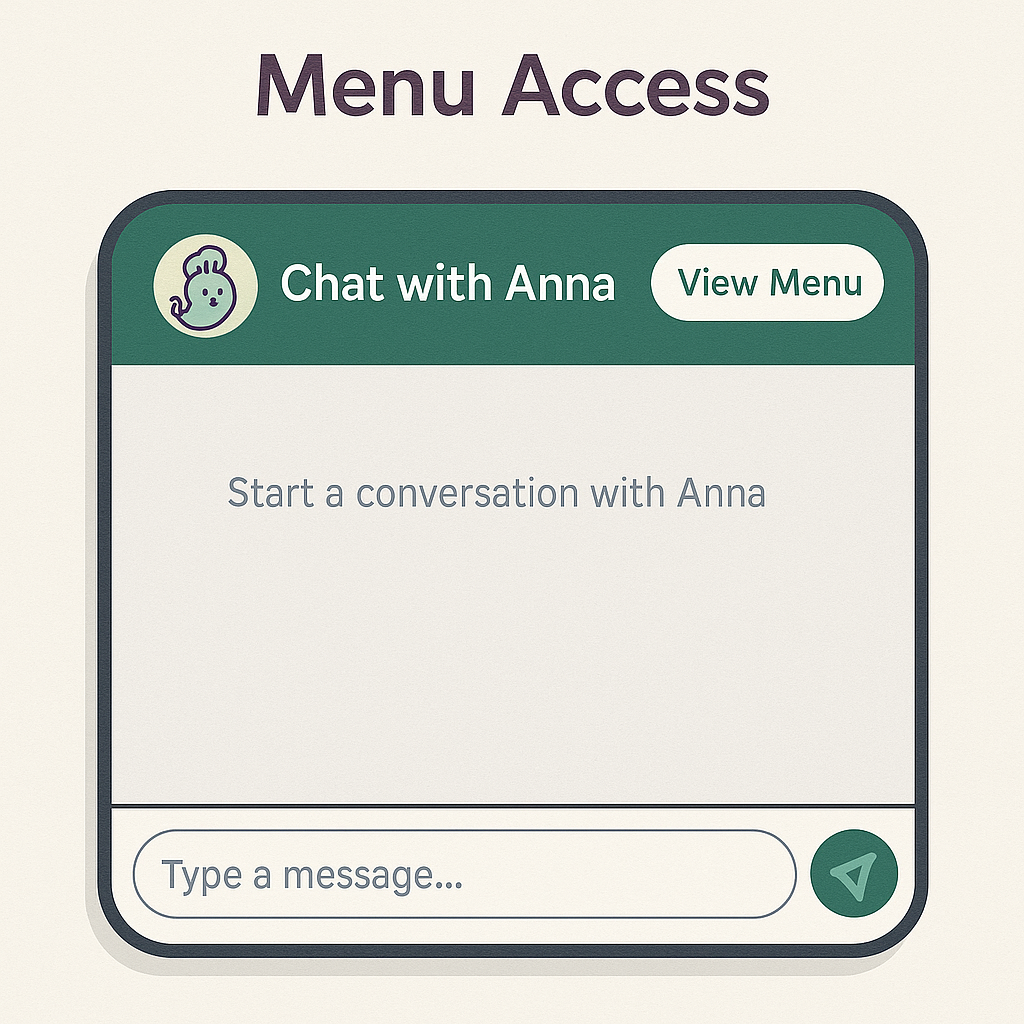 Menu Access
Chat with Anna
View Menu
Start a conversation with Anna
Type a message...